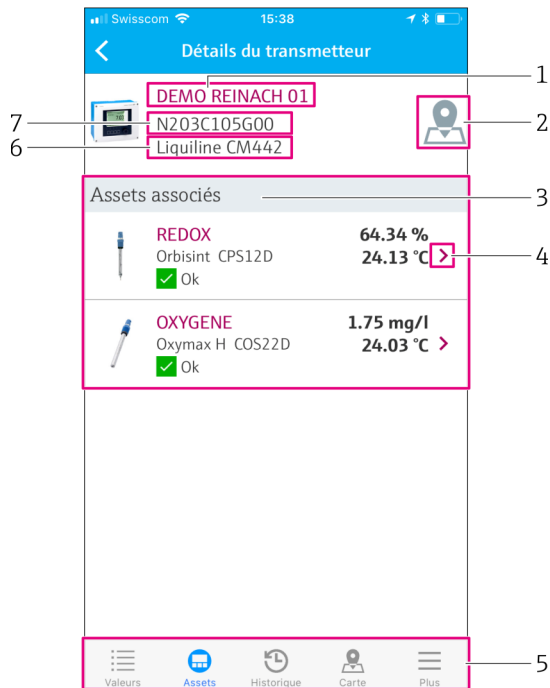 Swisscom 15:38
Détails du transmetteur
DEMO REINACH 01
N203C105G00
Liquiline CM442
1
2
7
6
Assets associés
3
REDOX 64.34 %
Orbisint CPS12D 24.13 °C
4
Ok
OXYGENE 1.75 mg/l
Oxymax H COS22D 24.03 °C
Ok
Valeurs Assets Historique Carte Plus
5